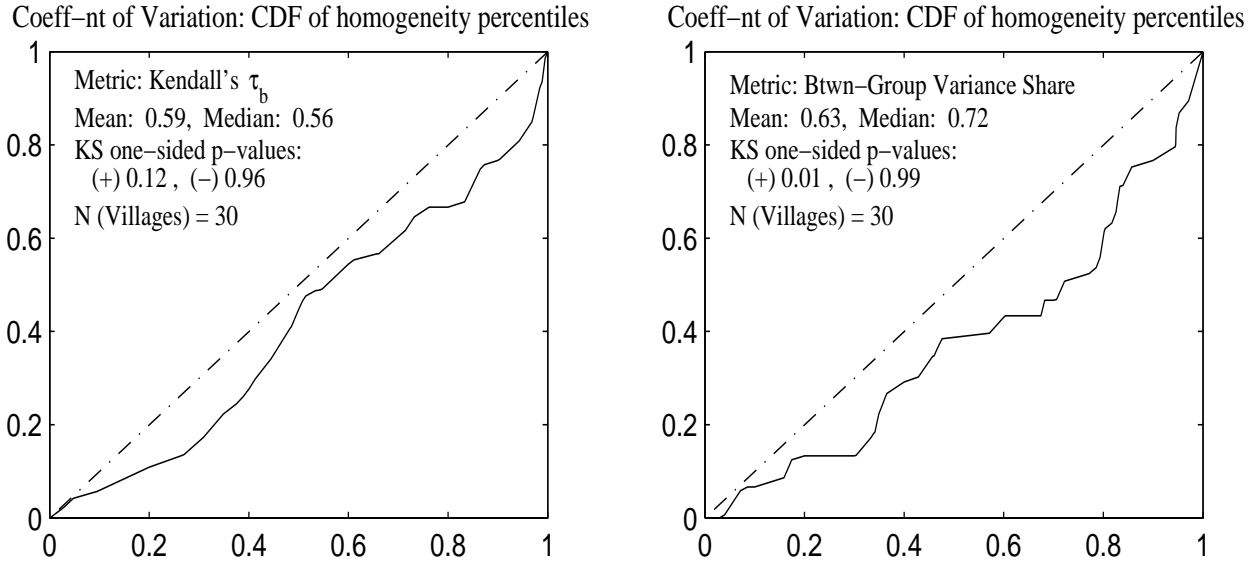 Coeff−nt of Variation: CDF of homogeneity percentiles
1
0.8
0.6
0.4
0.2
0
Metric: Kendall's τb
Mean: 0.59, Median: 0.56
KS one−sided p−values:
(+) 0.12 , (−) 0.96
N (Villages) = 30
0 0.2 0.4 0.6 0.8 1
Coeff−nt of Variation: CDF of homogeneity percentiles
1
0.8
0.6
0.4
0.2
0
Metric: Btwn−Group Variance Share
Mean: 0.63, Median: 0.72
KS one−sided p−values:
(+) 0.01 , (−) 0.99
N (Villages) = 30
0 0.2 0.4 0.6 0.8 1